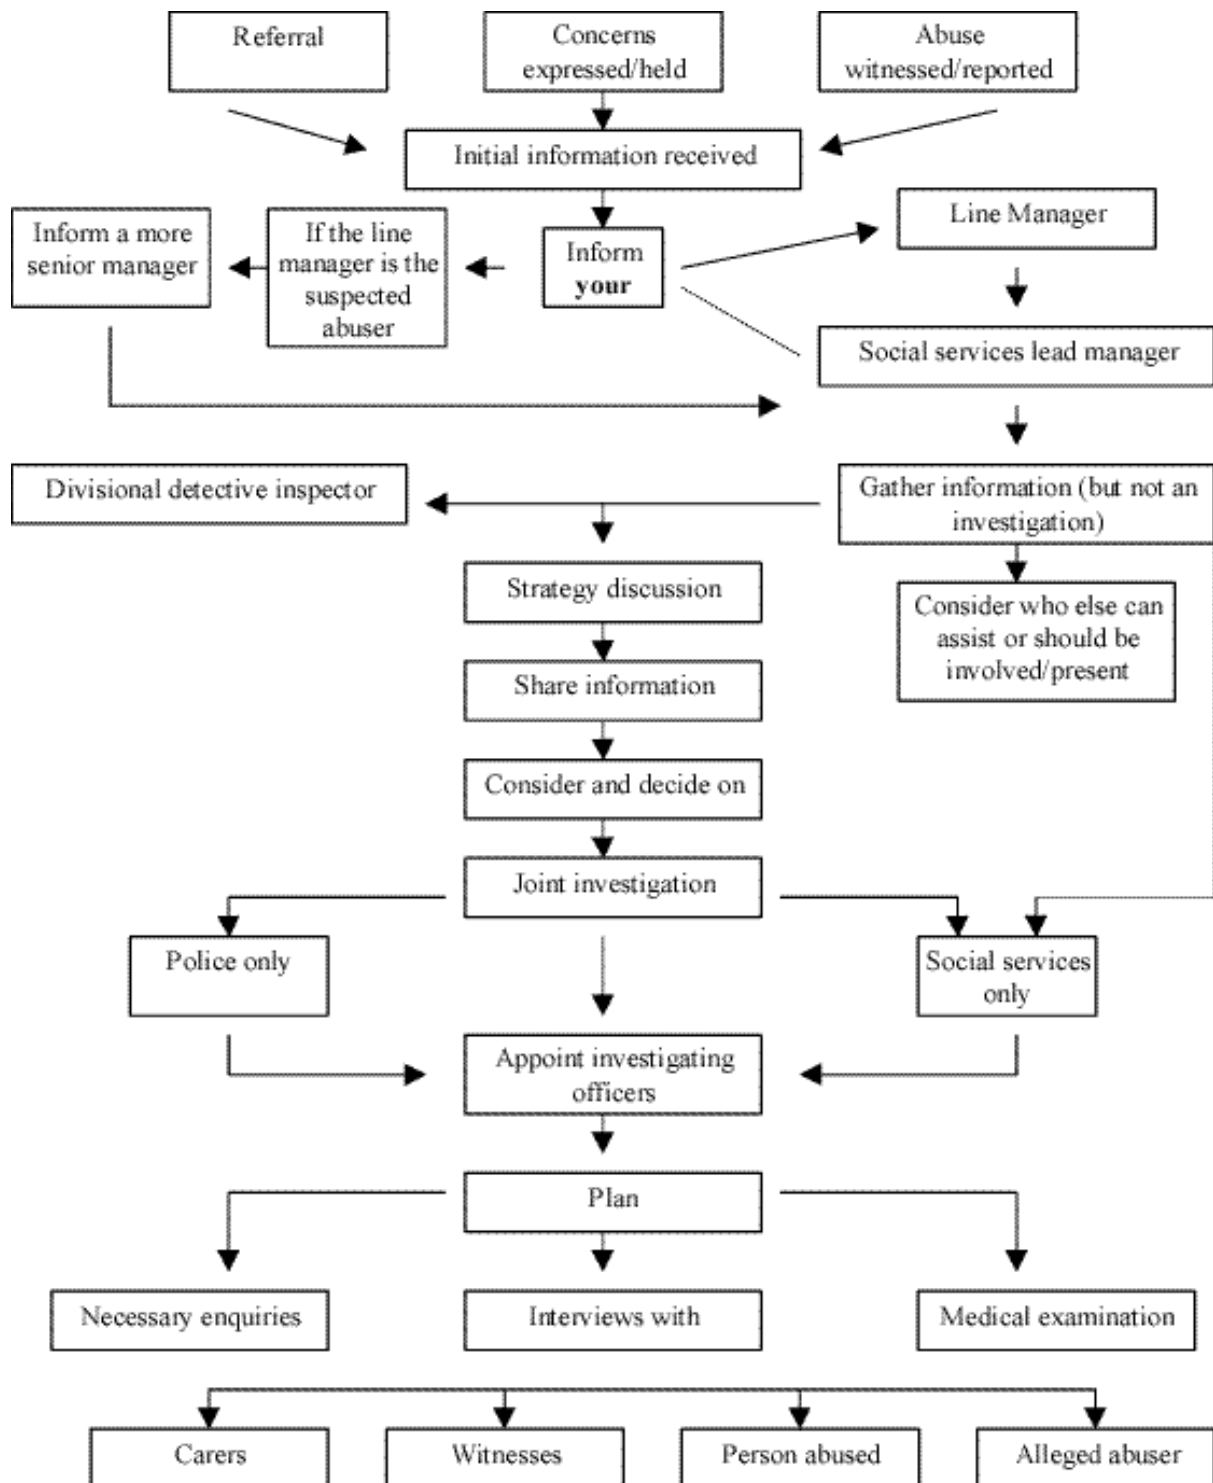 Referral
Concerns
expressed/held
Abuse
witnessed/reported
Initial information received
Line Manager
Inform a more
senior manager
If the line
manager is the
suspected
abuser
Inform
your
Social services lead manager
Divisional detective inspector
Gather information (but not an
investigation)
Strategy discussion
Consider who else can
assist or should be
involved/present
Share information
Consider and decide on
Joint investigation
Police only
Social services
only
Appoint investigating
officers
Plan
Necessary enquiries
Interviews with
Medical examination
Carers
Witnesses
Person abused
Alleged abuser